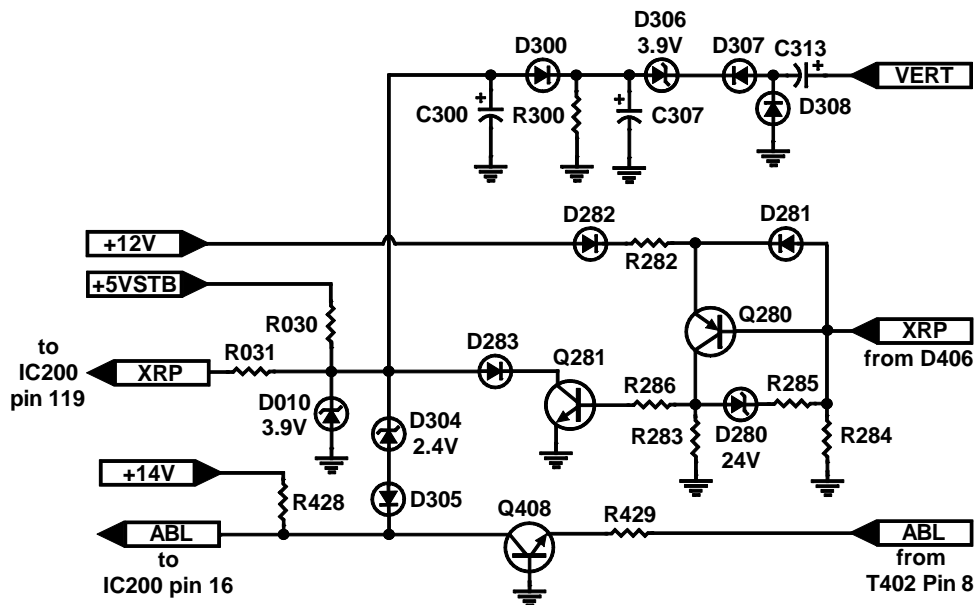 D306
3.9V
D300
D307
C313
+
VERT
+
C300
R300
+
C307
D308
D282
D281
+12V
R282
+5VSTB
R030
Q280
XRP
from D406
to
IC200
pin 119
XRP
R031
D283
Q281
D010
3.9V
D304
2.4V
R286
R285
R283
D280
24V
R284
+14V
R428
D305
Q408
R429
ABL
to
IC200 pin 16
ABL
from
T402 Pin 8